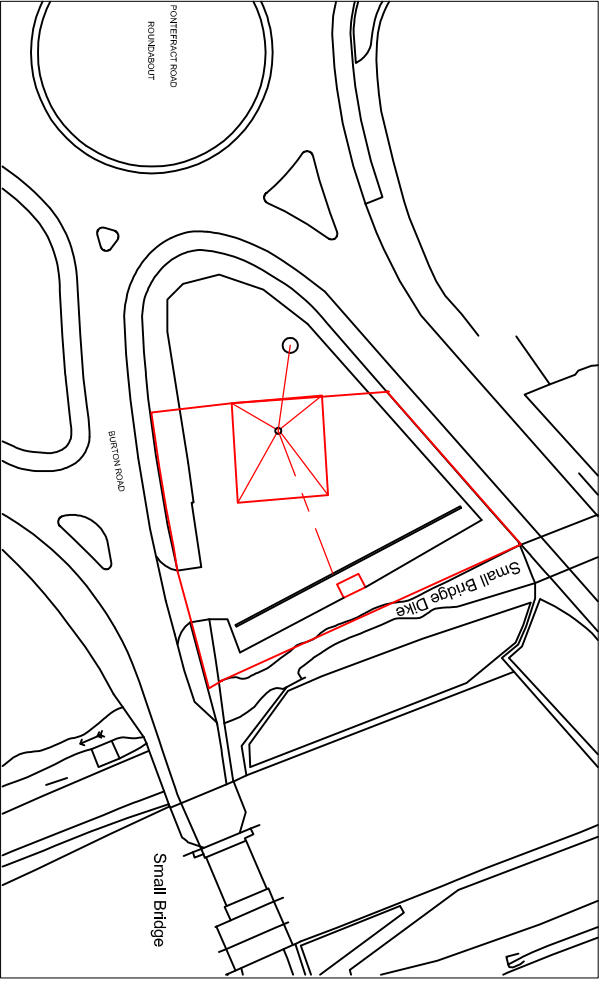 PONTEFRACT ROAD
ROUNDABOUT
BURTON ROAD
Small Bridge Dike
Small Bridge